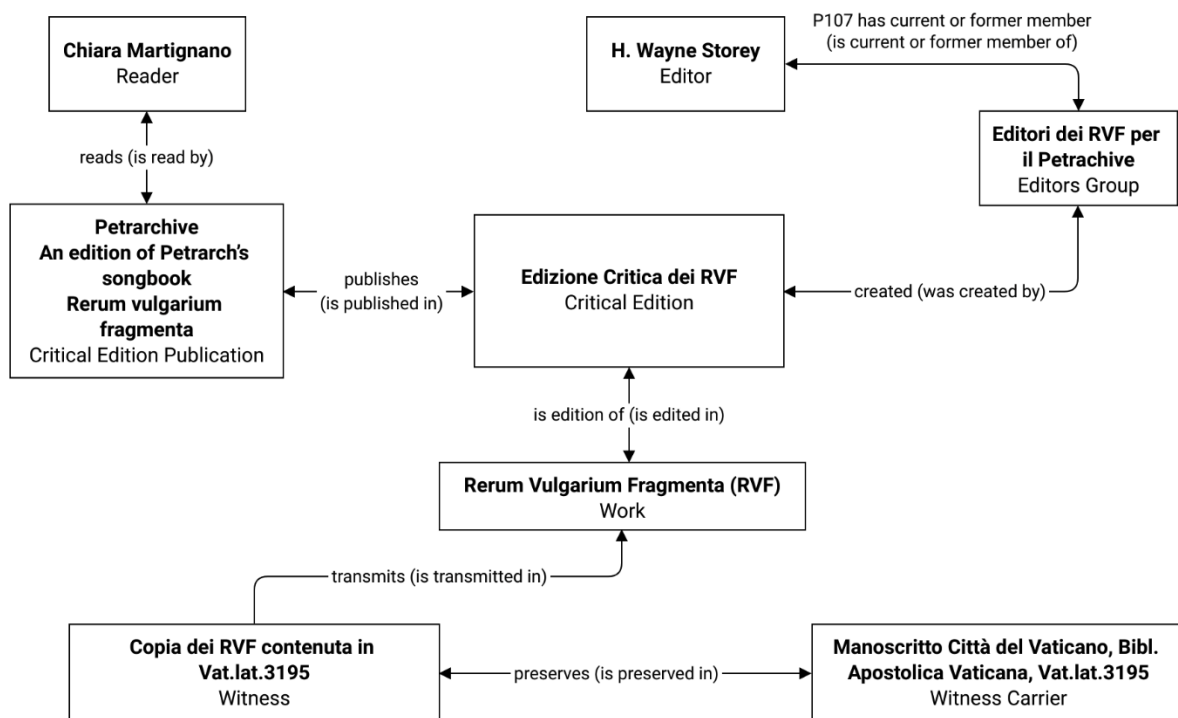 Chiara Martignano
Reader
H. Wayne Storey
Editor
P107 has current or former member
(is current or former member of)
Editori dei RVF per
il Petrachive
Editors Group
reads (is read by)
Petrarchive
An edition of Petrarch's
songbook
Rerum vulgarium
fragmenta
Critical Edition Publication
publishes
(is published in)
Edizione Critica dei RVF
Critical Edition
created (was created by)
is edition of (is edited in)
Rerum Vulgarium Fragmenta (RVF)
Work
transmits (is transmitted in)
Copia dei RVF contenuta in
Vat.lat.3195
Witness
preserves (is preserved in)
Manoscritto Città del Vaticano, Bibl.
Apostolica Vaticana, Vat.lat.3195
Witness Carrier